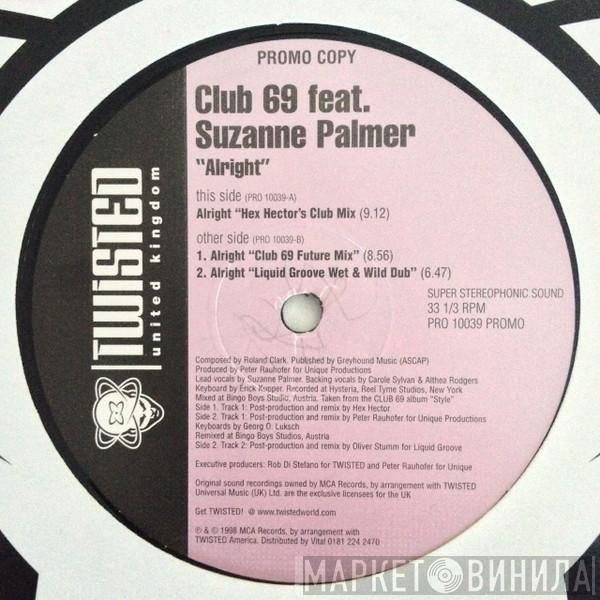 PROMO COPY
Club 69 feat.
Suzanne Palmer
"Alright"
this side (PRO 10039-A)
Alright "Hex Hector's Club Mix (9.12)
other side (PRO 10039-B)
1. Alright "Club 69 Future Mix" (8.56)
2. Alright "Liquid Groove Wet & Wild Dub" (6.47)
SUPER STEREOPHONIC SOUND
33 1/3 RPM
PRO 10039 PROMO
TWiSTED
united kingdom
Composed by Roland Clark. Published by Greyhound Music (ASCAP)
Produced by Peter Rauhofer for Unique Productions
Lead vocals by Suzanne Palmer. Backing vocals by Carole Sylvan & Althea Rodgers
Keyboard by Erick Kupper. Recorded at Hysteria, Reel Tyme Studios, New York
Mixed at Bingo Boys Studios, Austria. Taken from the CLUB 69 album "Style"
Side 1. Track 1: Post-production and remix by Hex Hector
Side 2. Track 1: Post-production and remix by Peter Rauhofer for Unique Productions
Keyboards by Georg O. Luksch
Remixed at Bingo Boys Studios, Austria
Side 2. Track 2: Post-production and remix by Oliver Stumm for Liquid Groove
Executive producers: Rob Di Stefano for TWISTED and Peter Rauhofer for Unique
Original sound recordings owned by MCA Records, by arrangement with TWISTED
Universal Music (UK) Ltd. are the exclusive licensees for the UK
Get TWISTED! @ www.twistedworld.com
℗ & © 1998 MCA Records, by arrangement with
TWISTED America. Distributed by Vital 0181 224 2470
МАРКЕТ ВИНИЛА